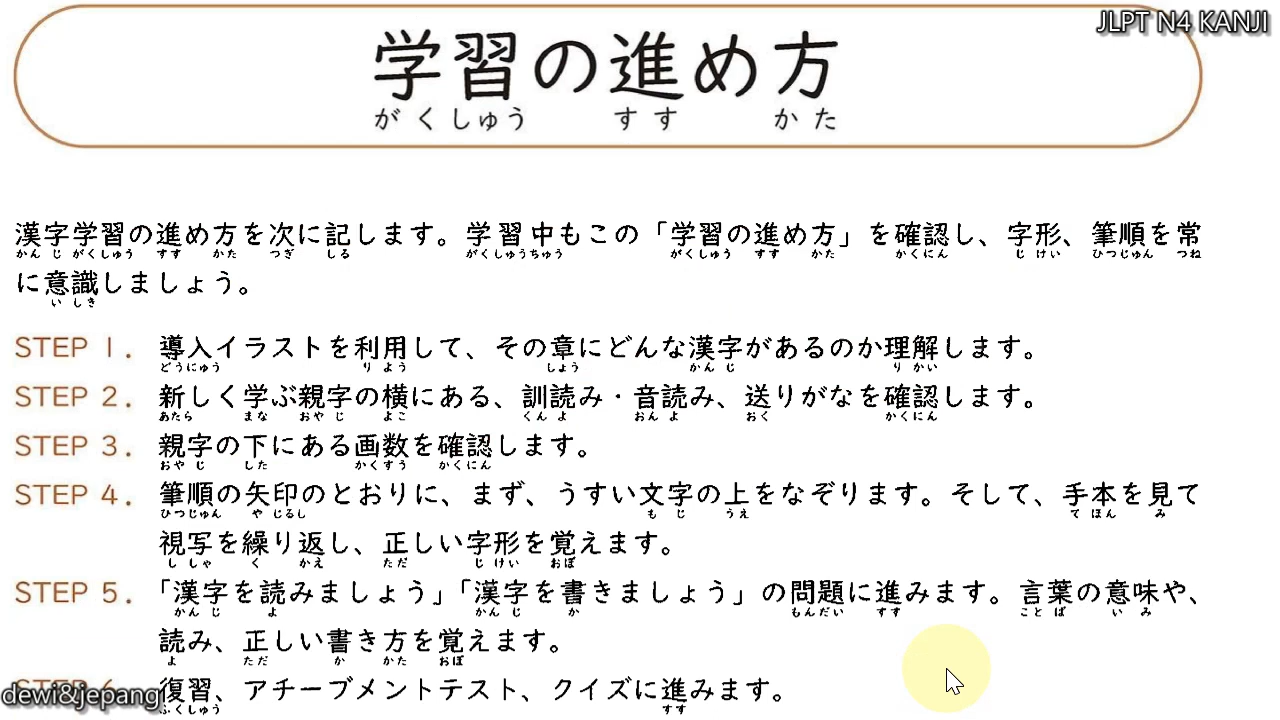 JLPT N4 KANJI
学習の進め方
がくしゅう すす かた
漢字学習の進め方を次に記します。学習中もこの「学習の進め方」を確認し、字形、筆順を常
かん じ がくしゅう すす かた つぎ しる がくしゅうちゅう がくしゅう すす かた かくにん じ けい ひつじゅん つね
に意識しましょう。
い しき
STEP 1. 導入イラストを利用して、その章にどんな漢字があるのか理解します。
どうにゅう り よう しょう かん じ り かい
STEP 2. 新しく学ぶ親字の横にある、訓読み・音読み、送りがなを確認します。
あたら まな おや じ よこ くん よ おん よ おく かくにん
STEP 3. 親字の下にある画数を確認します。
おや じ した かくすう かくにん
STEP 4. 筆順の矢印のとおりに、まず、うすい文字の上をなぞります。そして、手本を見て
ひつじゅん や じるし も じ うえ て ほん み
視写を繰り返し、正しい字形を覚えます。
し しゃ く かえ ただ じ けい おぼ
STEP 5. 「漢字を読みましょう」「漢字を書きましょう」の問題に進みます。言葉の意味や、
かん じ よ かん じ か もんだい すす こと ば い み
読み、正しい書き方を覚えます。
よ ただ か かた おぼ
STEP 6. 復習、アチーブメントテスト、クイズに進みます。
ふくしゅう すす
dewi&jepang